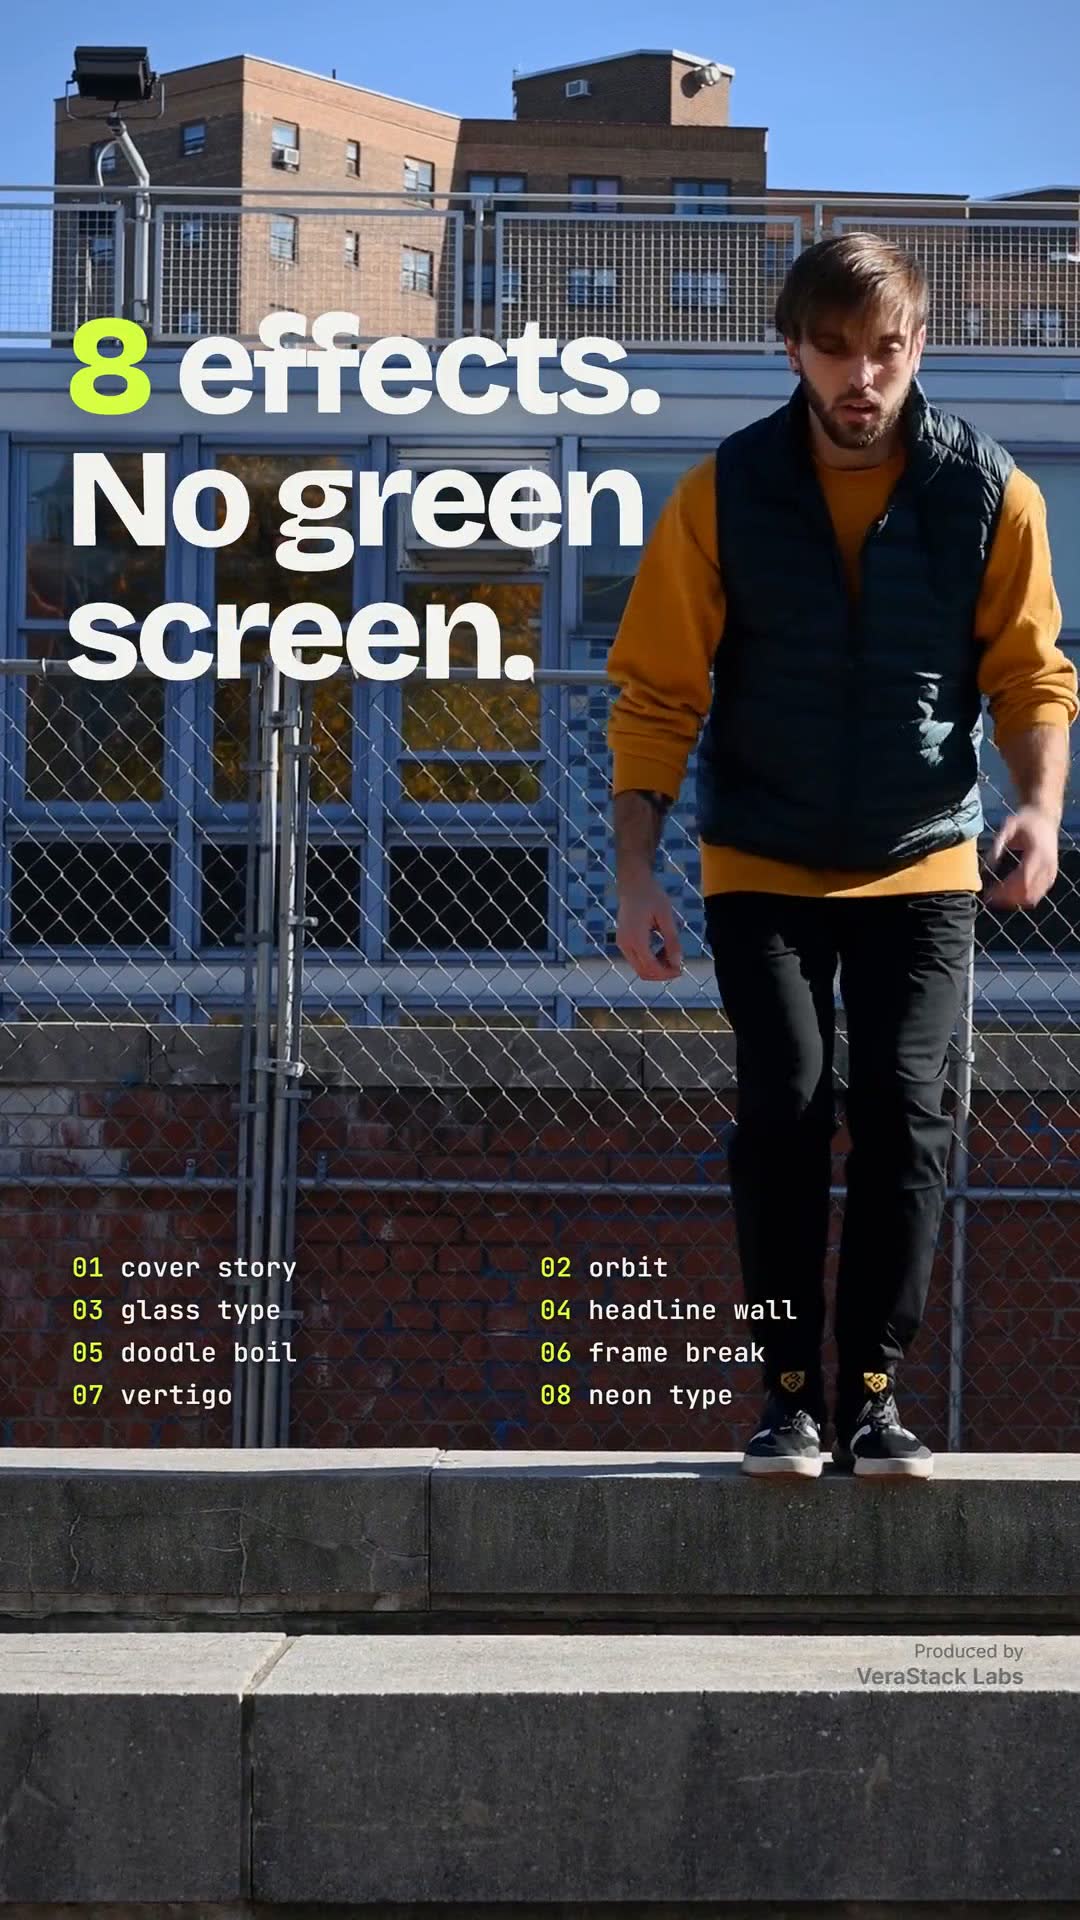 8 effects.
No green
screen.
01 cover story
02 orbit
03 glass type
04 headline wall
05 doodle boil
06 frame break
07 vertigo
08 neon type
Produced by
VeraStack Labs